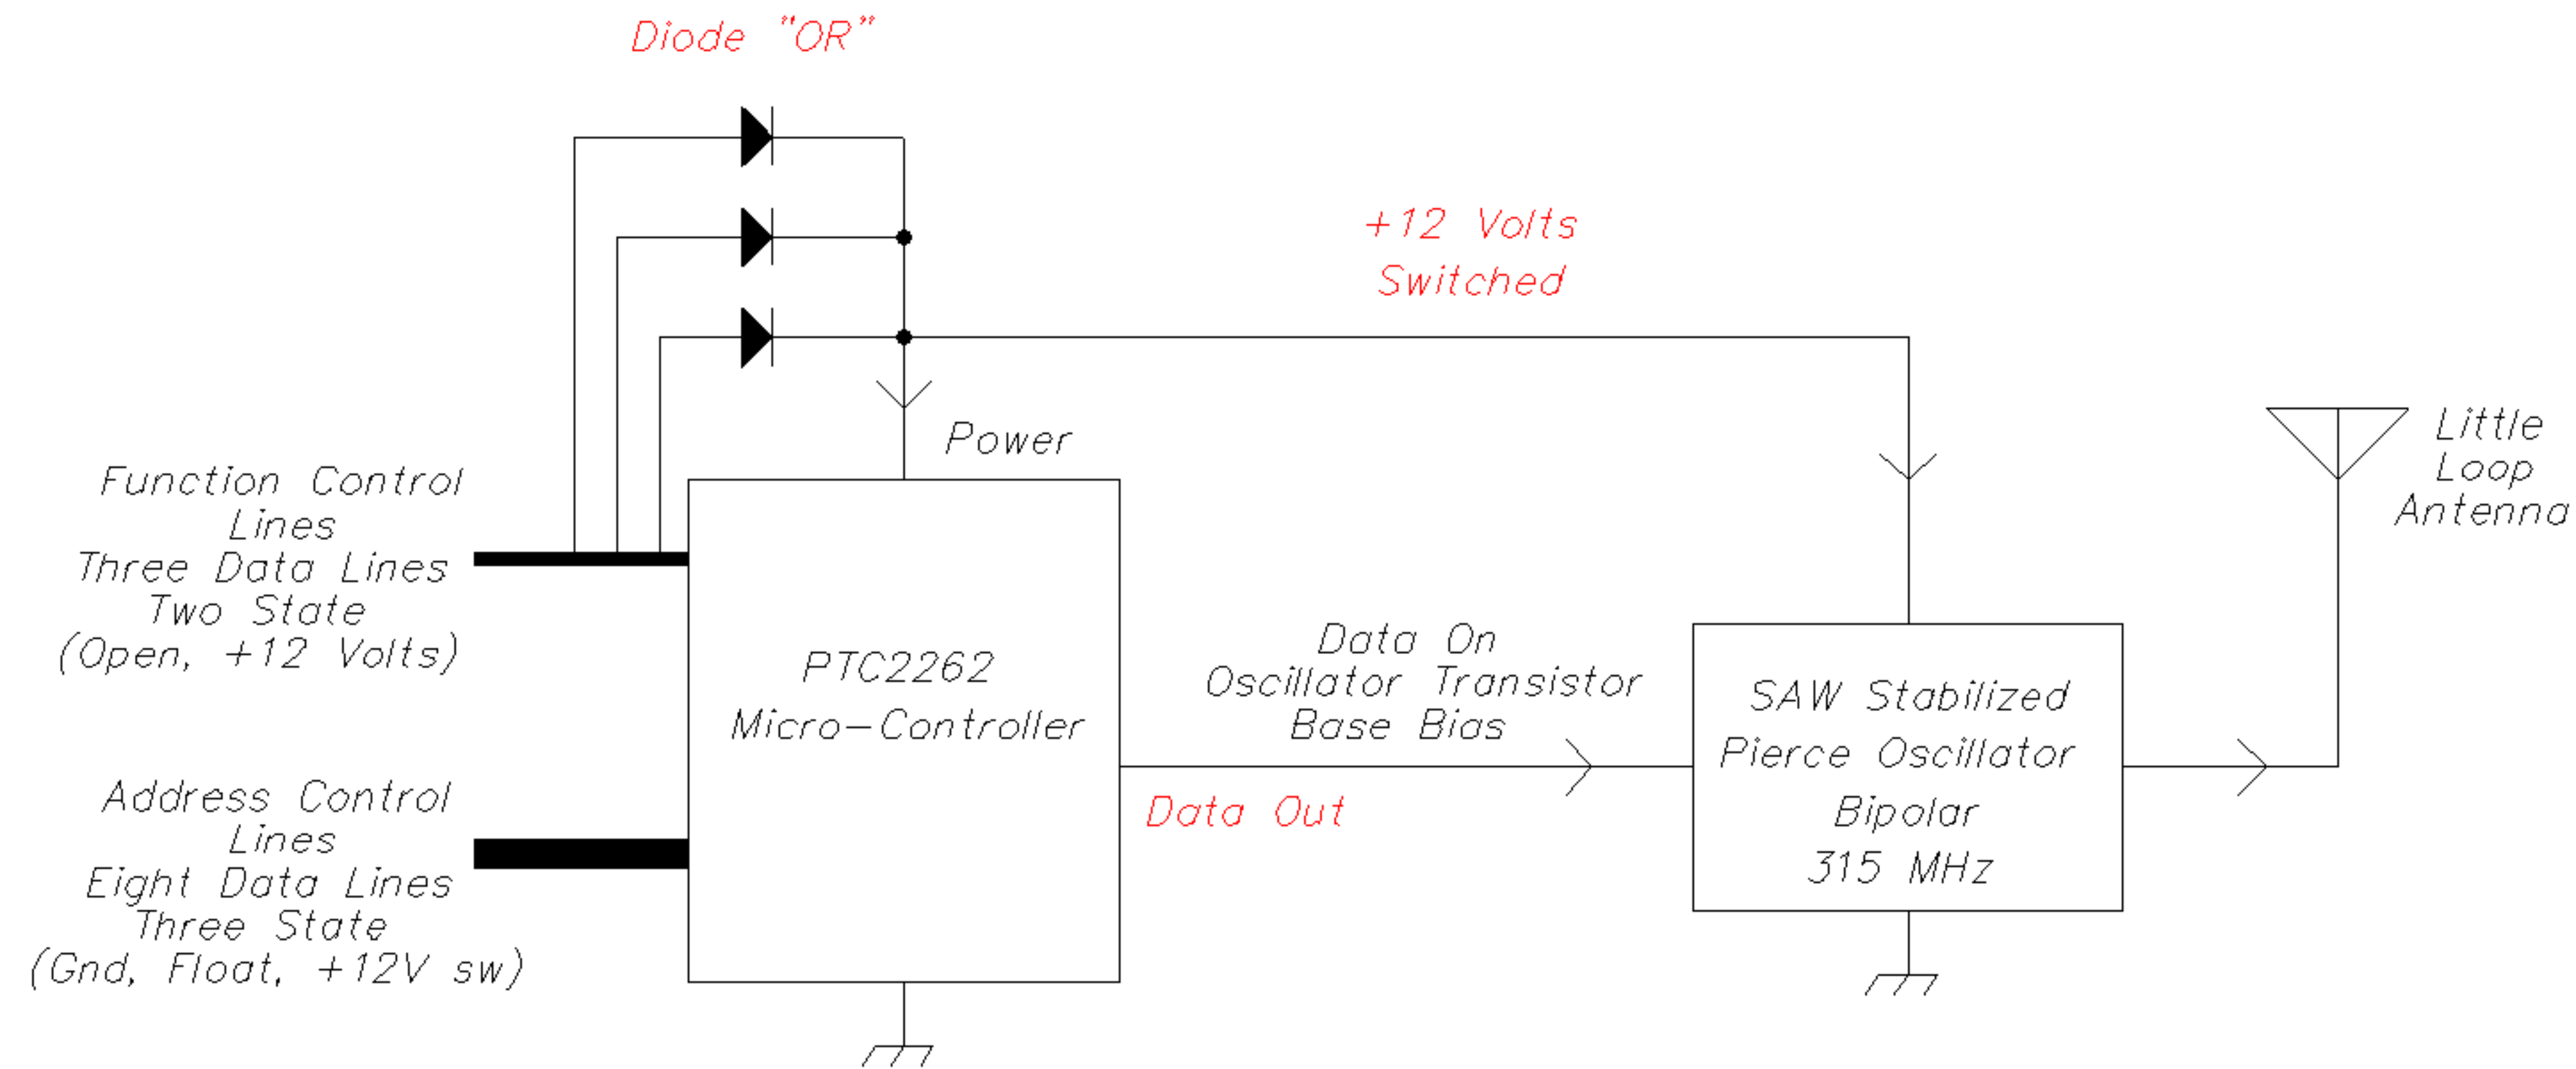 Diode "OR"
+12 Volts
Switched
Power
Little
Loop
Antenna
Function Control
Lines
Three Data Lines
Two State
(Open, +12 Volts)
PTC2262
Micro-Controller
Data On
Oscillator Transistor
Base Bias
Data Out
SAW Stabilized
Pierce Oscillator
Bipolar
315 MHz
Address Control
Lines
Eight Data Lines
Three State
(Gnd, Float, +12V sw)